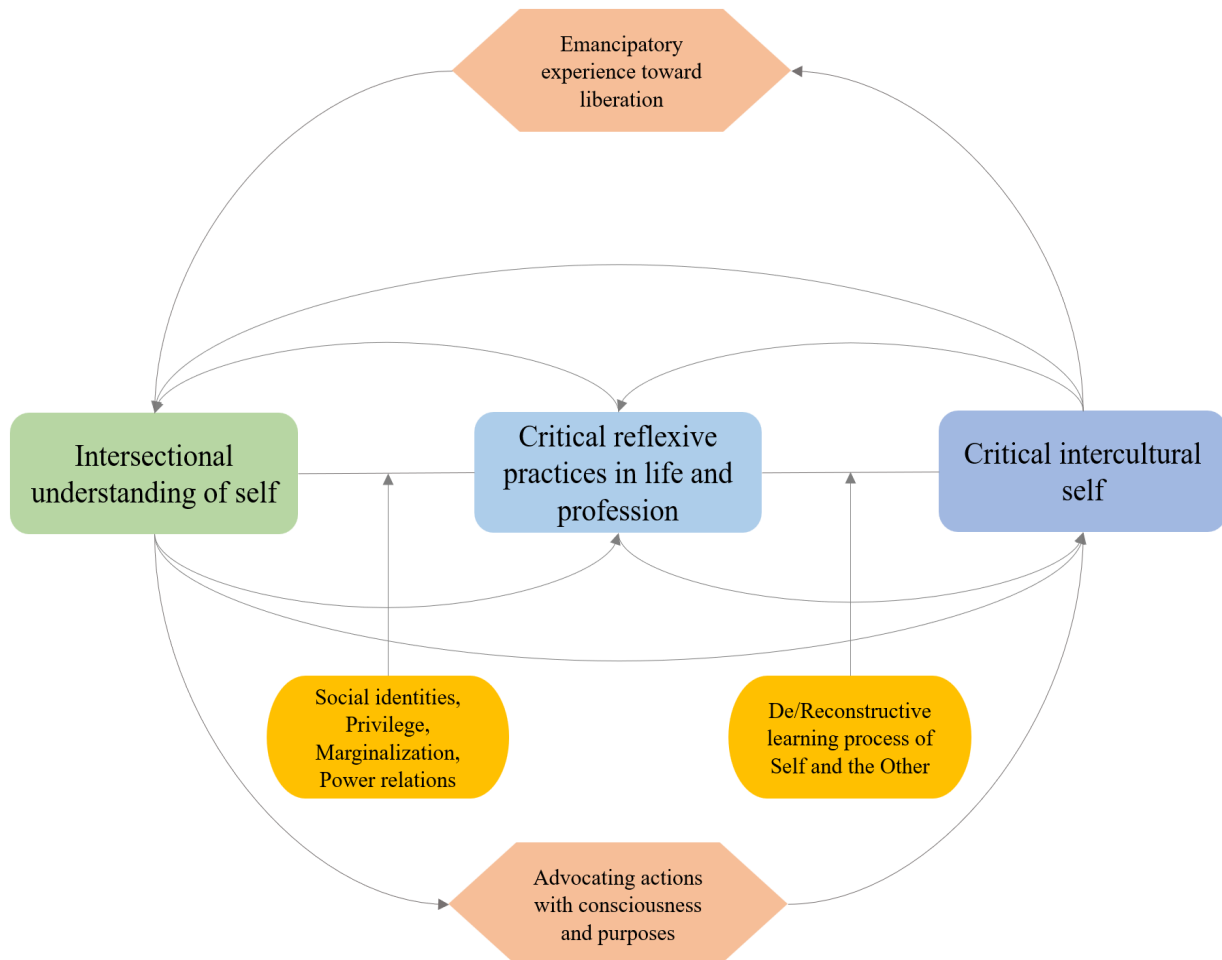 Emancipatory
experience toward
liberation
Intersectional
understanding of self
Critical reflexive
practices in life and
profession
Critical intercultural
self
Social identities,
Privilege,
Marginalization,
Power relations
De/Reconstructive
learning process of
Self and the Other
Advocating actions
with consciousness
and purposes